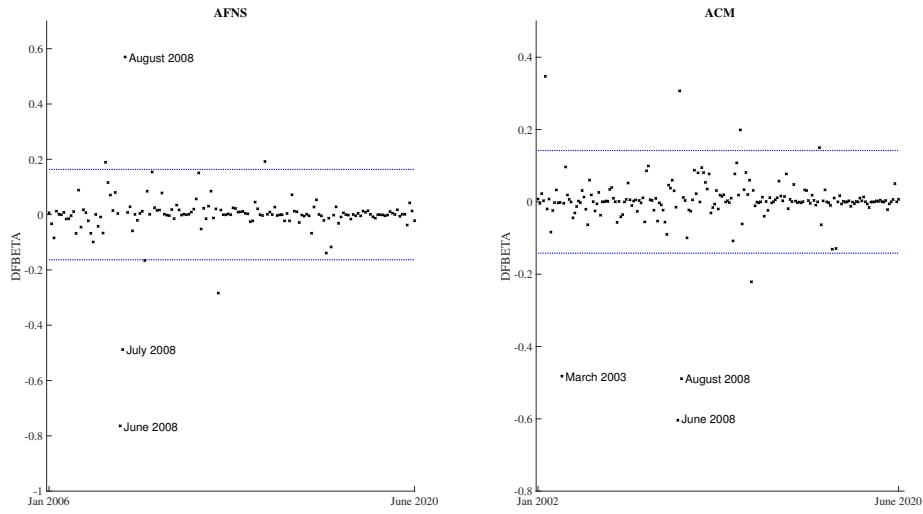 AFNS
0.6
0.4
0.2
0
-0.2
-0.4
-0.6
-0.8
-1
DFBETA
August 2008
July 2008
June 2008
Jan 2006
June 2020
ACM
0.4
0.2
0
-0.2
-0.4
-0.6
-0.8
DFBETA
March 2003
August 2008
June 2008
Jan 2002
June 2020